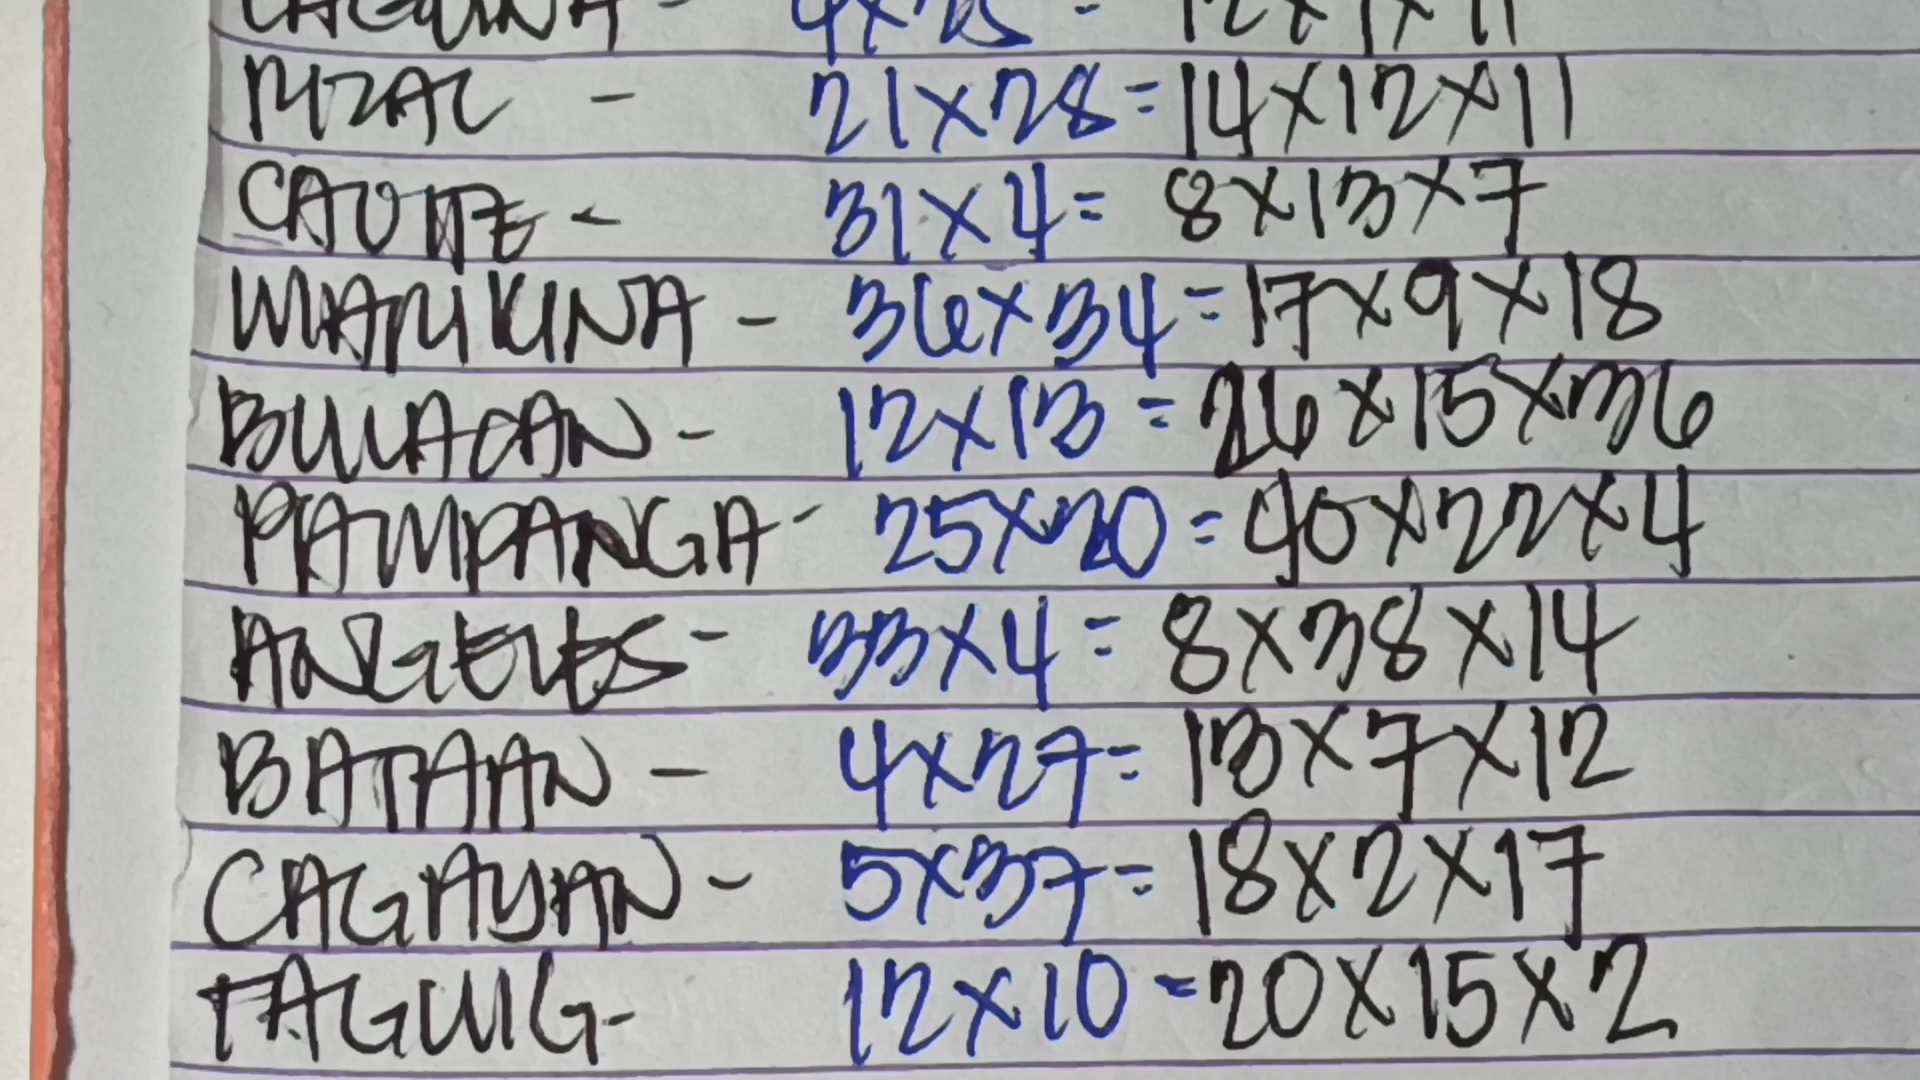 RIZAL - 21X28=14X12X11
CAVITE - 31X4= 8X13X7
MARIKINA - 36X34=17X9X18
BULACAN - 12X13=26X15X36
PAMPANGA - 25X20=40X22X4
ANGELES - 33X4=8X38X14
BATAAN - 4X27=13X7X12
CAGAYAN - 5X37=18X2X17
TAGUIG - 12X10=20X15X2